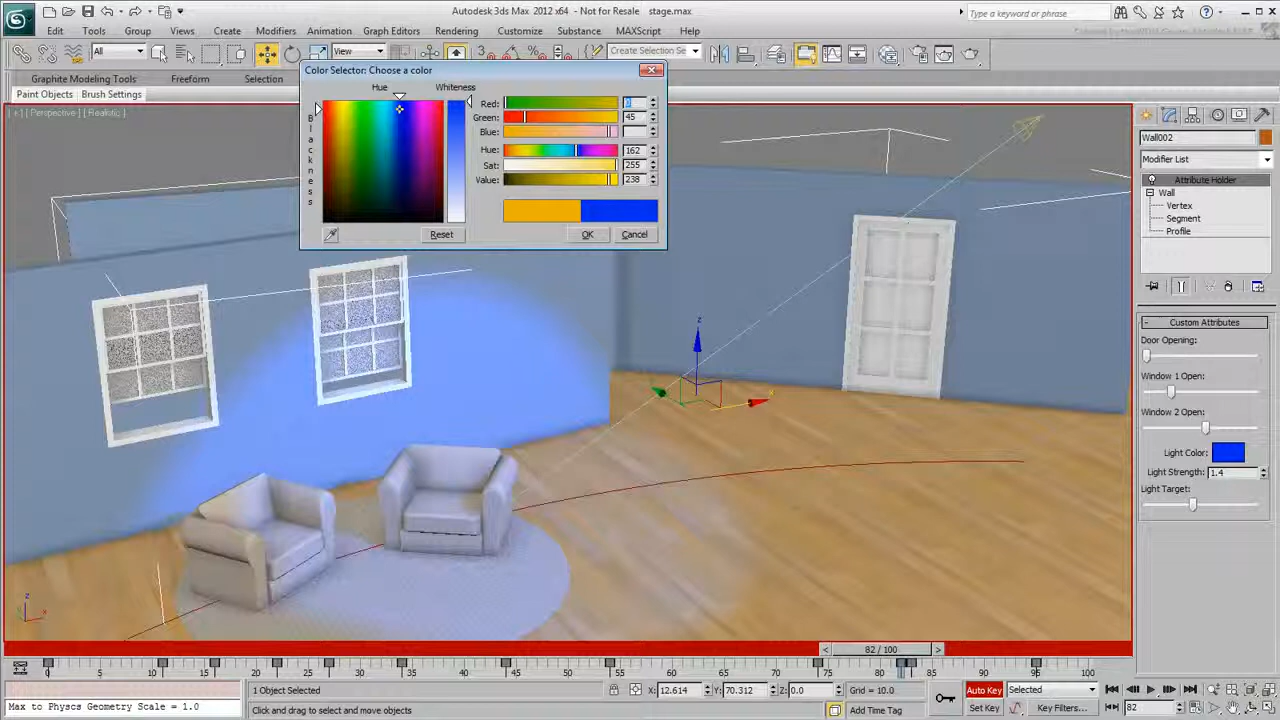 Autodesk 3ds Max 2012 x64 - Not for Resale stage.max
Type a keyword or phrase
Edit Tools Group Views Create Modifiers Animation Graph Editors Rendering Customize Substance MAXScript Help
All
View
Create Selection Se
Graphite Modeling Tools Freeform Selection
Paint Objects Brush Settings
Color Selector: Choose a color
Hue Whiteness
Blackness
Red:
Green: 45
Blue:
Hue: 162
Sat: 255
Value: 238
Reset OK Cancel
[ Perspective ] [ Realistic ]
z
x
z
x
Wall002
Modifier List
Attribute Holder
Wall
Vertex
Segment
Profile
- Custom Attributes
Door Opening:
Window 1 Open:
Window 2 Open:
Light Color:
Light Strength: 1.4
Light Target:
< 82 / 100 >
0 10 15 20 25 30 35 40 45 50 55 60 65 70 75 80 85 90 95 100
1 Object Selected X: 12.614 Y: 70.312 Z: 0.0 Grid = 10.0 Auto Key Selected
Max to Physcs Geometry Scale = 1.0 Click and drag to select and move objects Add Time Tag Set Key Key Filters... 82